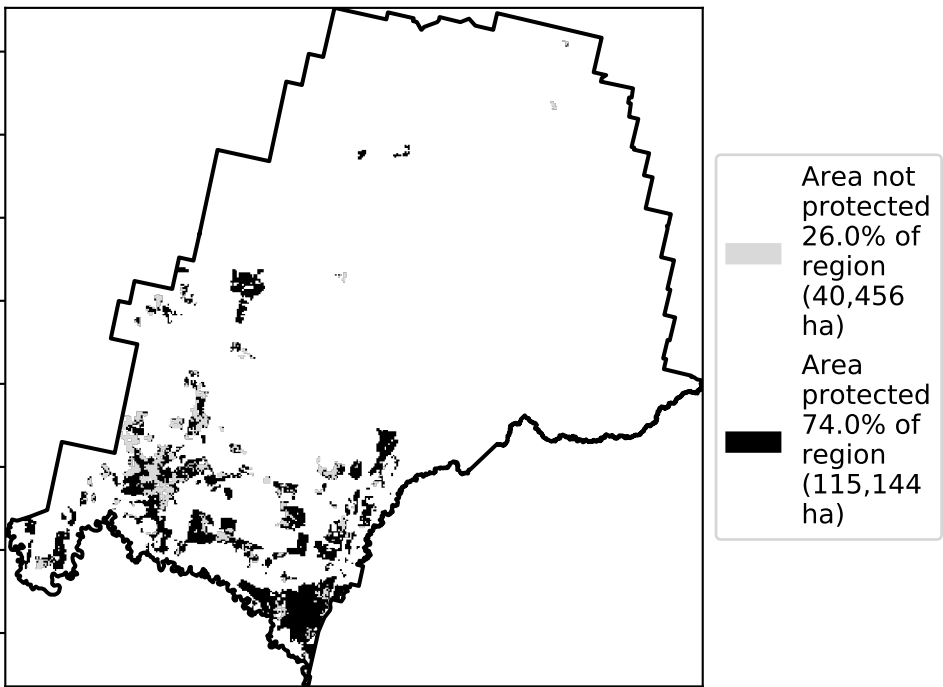 Area not
protected
26.0% of
region
(40,456
ha)
Area
protected
74.0% of
region
(115,144
ha)